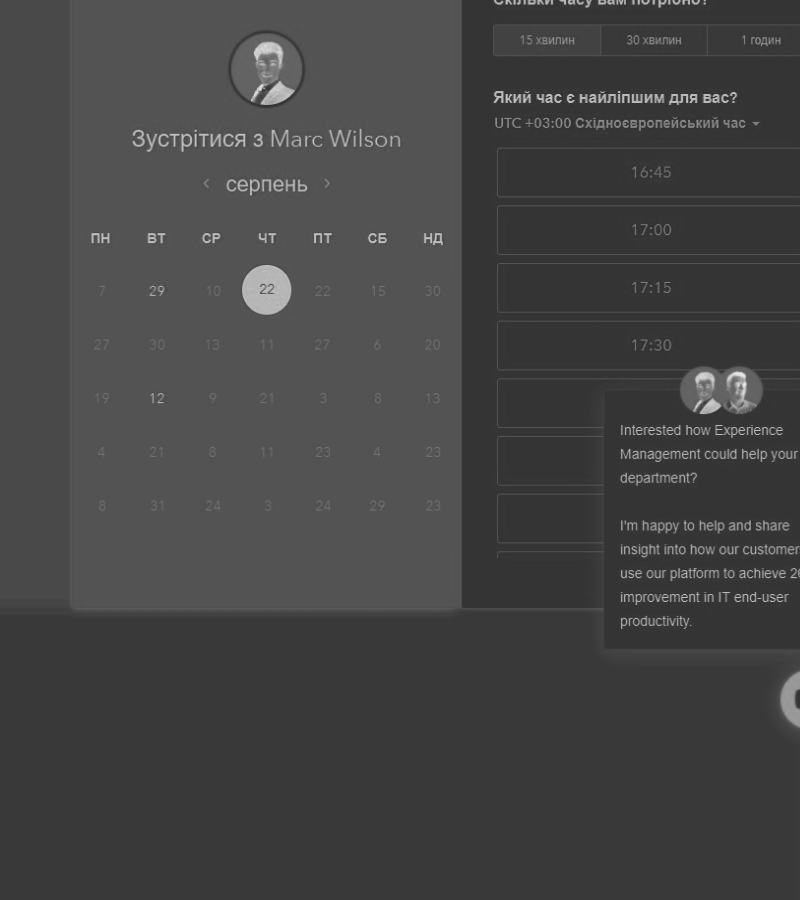 Скільки часу вам потрібно?
15 хвилин 30 хвилин 1 годин
Який час є найліпшим для вас?
UTC +03:00 Східноєвропейський час
16:45
17:00
17:15
17:30
Зустрітися з Marc Wilson
серпень
ПН ВТ СР ЧТ ПТ СБ НД
7 29 10 22 22 15 30
27 30 13 11 27 6 20
19 12 9 21 3 8 13
4 21 8 11 23 4 23
8 31 24 3 24 29 23
Interested how Experience
Management could help your
department?
I'm happy to help and share
insight into how our customer
use our platform to achieve
improvement in IT end-user
productivity.